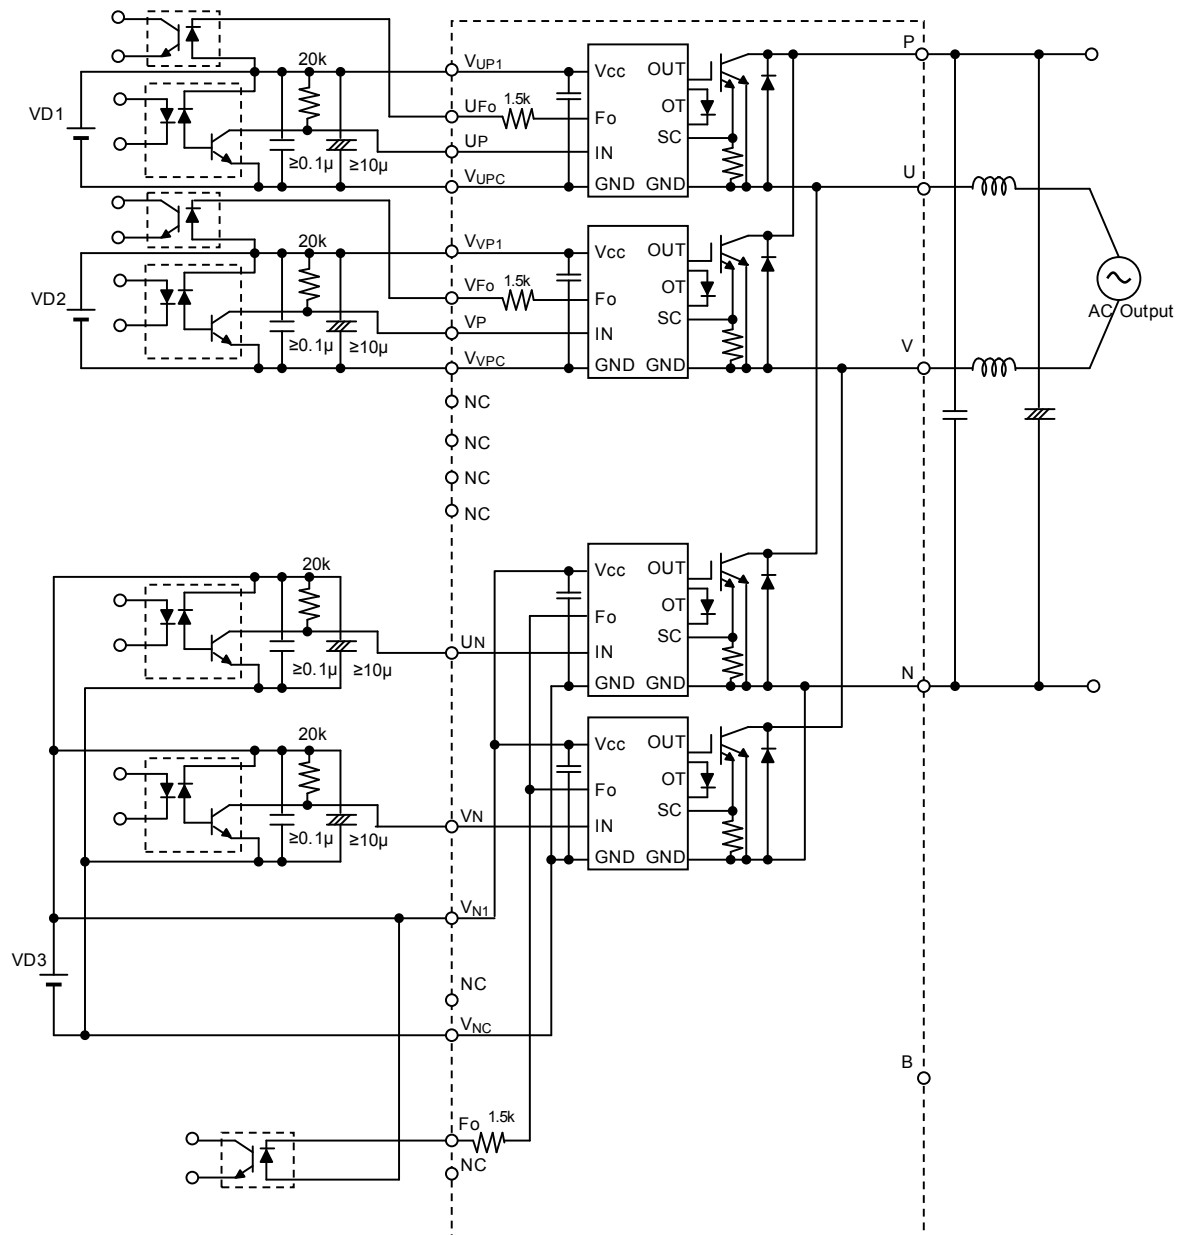 P
20k
VUP1
Vcc OUT
VD1
UFo 1.5k
Fo
OT
UP
IN
SC
≥0.1µ ≥10µ
VUPC
GND GND
U
20k
VVP1
Vcc OUT
VD2
VFo 1.5k
Fo
OT
AC Output
VP
IN
SC
≥0.1µ ≥10µ
VVPC
GND GND
V
NC
NC
NC
NC
20k
Vcc OUT
Fo
OT
UN
IN
SC
≥0.1µ ≥10µ
GND GND
N
20k
Vcc OUT
Fo
OT
VN
IN
SC
≥0.1µ ≥10µ
GND GND
VN1
VD3
NC
VNC
B
Fo 1.5k
NC